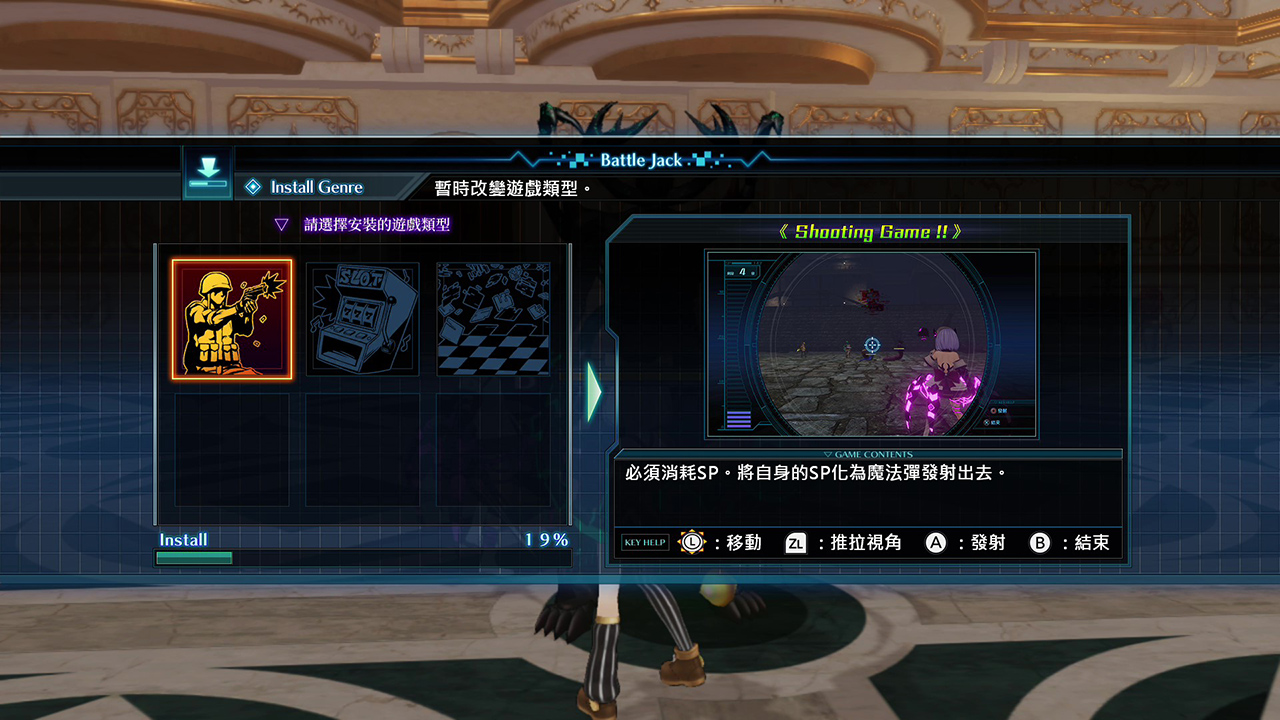 Battle Jack
Install Genre
暫時改變遊戲類型。
▽ 請選擇安裝的遊戲類型
SLOT
777
Install
19%
《 Shooting Game !! 》
4
▽ GAME CONTENTS
必須消耗SP。將自身的SP化為魔法彈發射出去。
KEY HELP L：移動 ZL：推拉視角 A：發射 B：結束